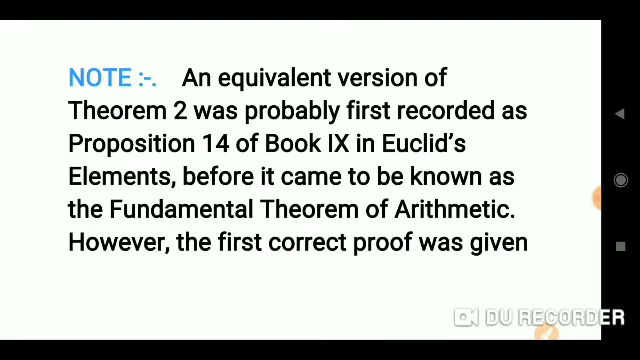 NOTE :-. An equivalent version of
Theorem 2 was probably first recorded as
Proposition 14 of Book IX in Euclid's
Elements, before it came to be known as
the Fundamental Theorem of Arithmetic.
However, the first correct proof was given
DU RECORDER